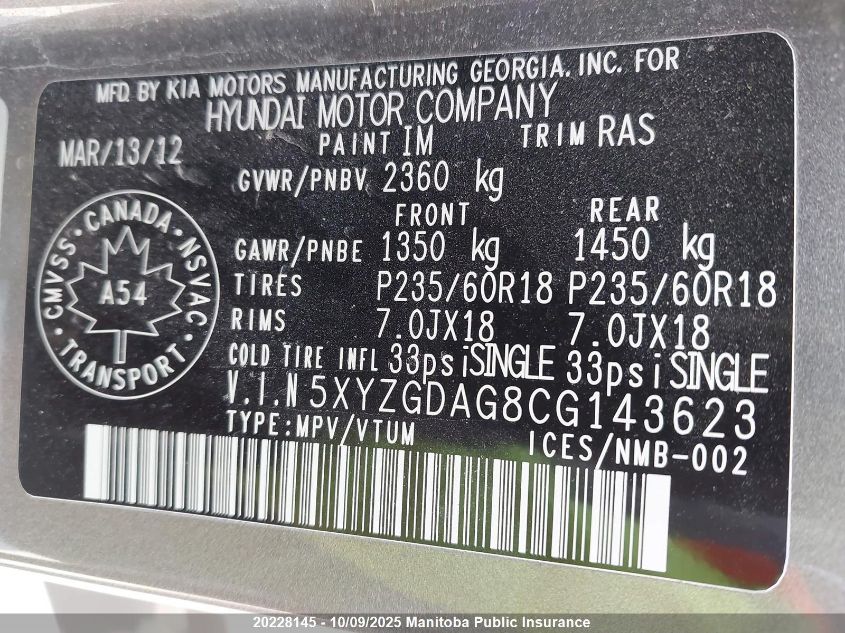 MFD. BY KIA MOTORS MANUFACTURING GEORGIA. INC. FOR
HYUNDAI MOTOR COMPANY
MAR/13/12 PAINT IM TRIM RAS
GVWR/PNBV 2360 kg
FRONT REAR
GAWR/PNBE 1350 kg 1450 kg
TIRES P235/60R18 P235/60R18
RIMS 7.0JX18 7.0JX18
COLD TIRE INFL 33psiSINGLE 33psiSINGLE
V.I.N 5XYZGDAG8CG143623
TYPE:MPV/VTUM ICES/NMB-002
CMVSS · CANADA · NSVAC
A54
TRANSPORT
20228145 - 10/09/2025 Manitoba Public Insurance